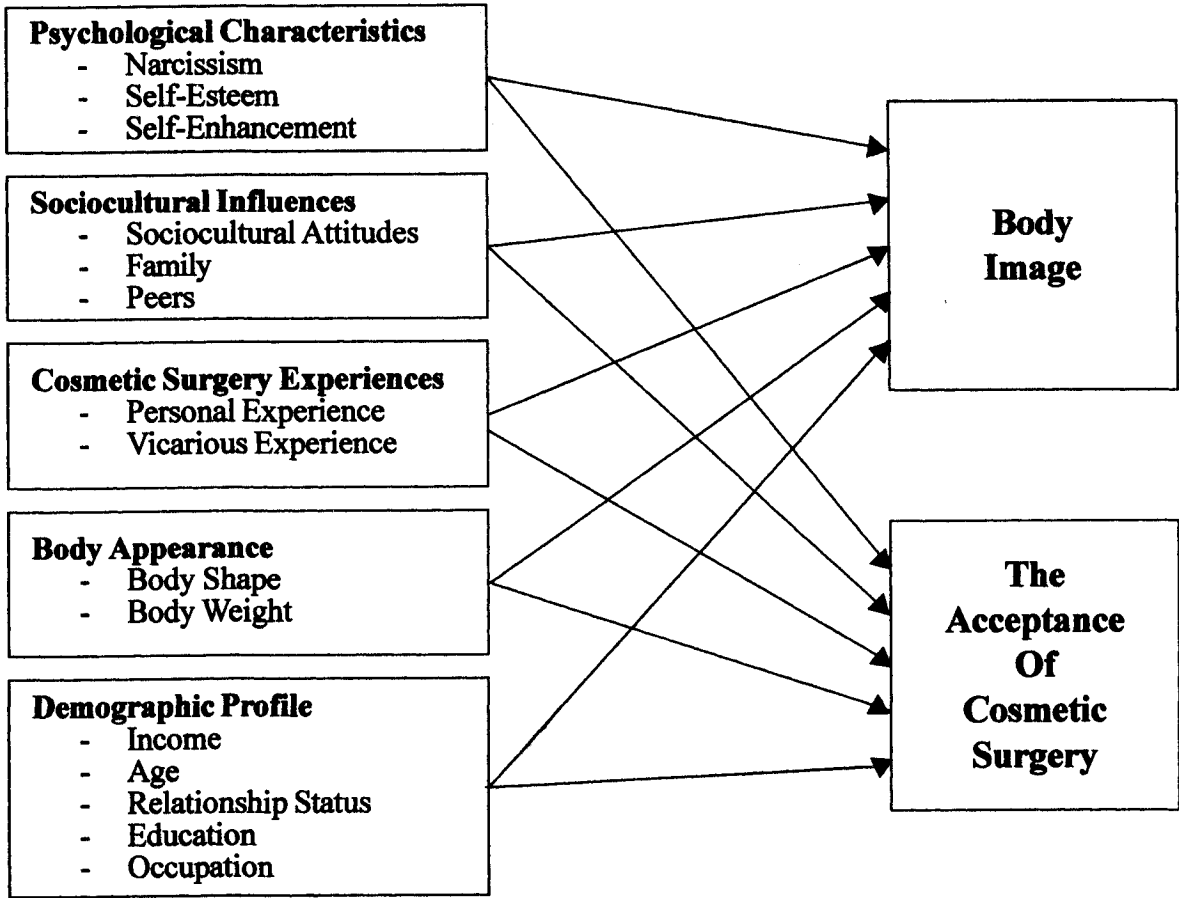 Psychological Characteristics
- Narcissism
- Self-Esteem
- Self-Enhancement
Sociocultural Influences
- Sociocultural Attitudes
- Family
- Peers
Cosmetic Surgery Experiences
- Personal Experience
- Vicarious Experience
Body Appearance
- Body Shape
- Body Weight
Demographic Profile
- Income
- Age
- Relationship Status
- Education
- Occupation
Body
Image
The
Acceptance
Of
Cosmetic
Surgery